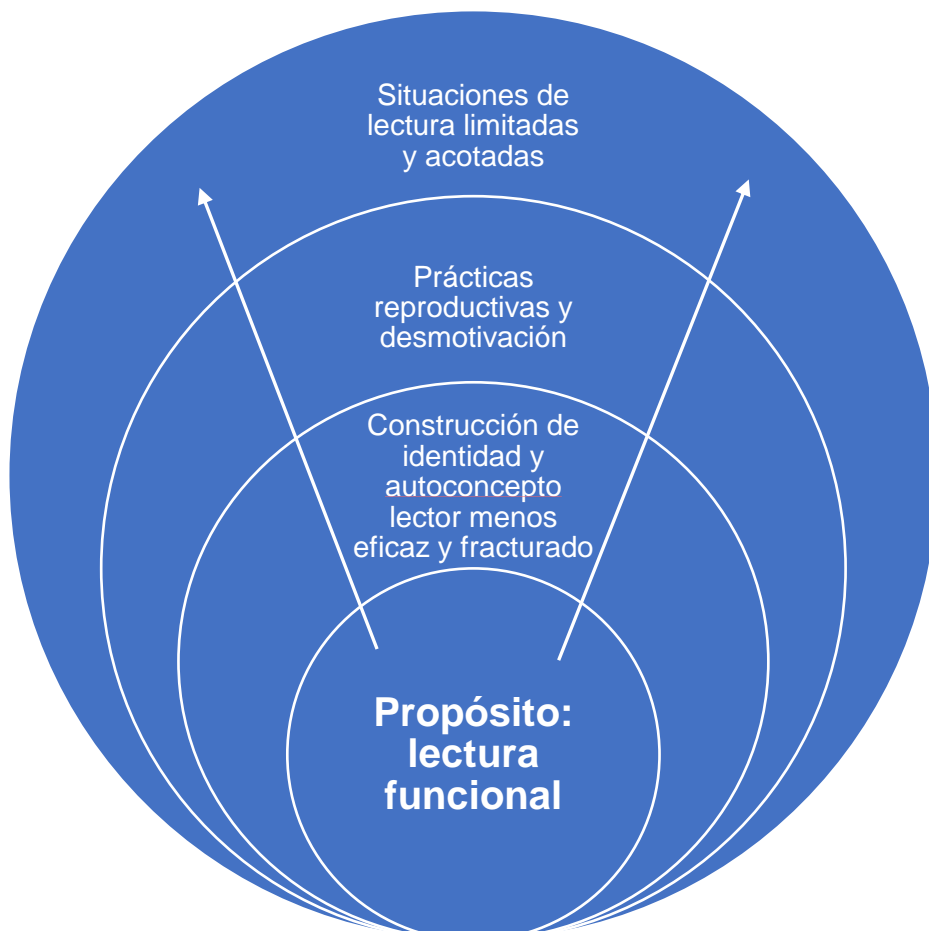 Situaciones de
lectura limitadas
y acotadas
Prácticas
reproductivas y
desmotivación
Construcción de
identidad y
autoconcepto
lector menos
eficaz y fracturado
Propósito:
lectura
funcional